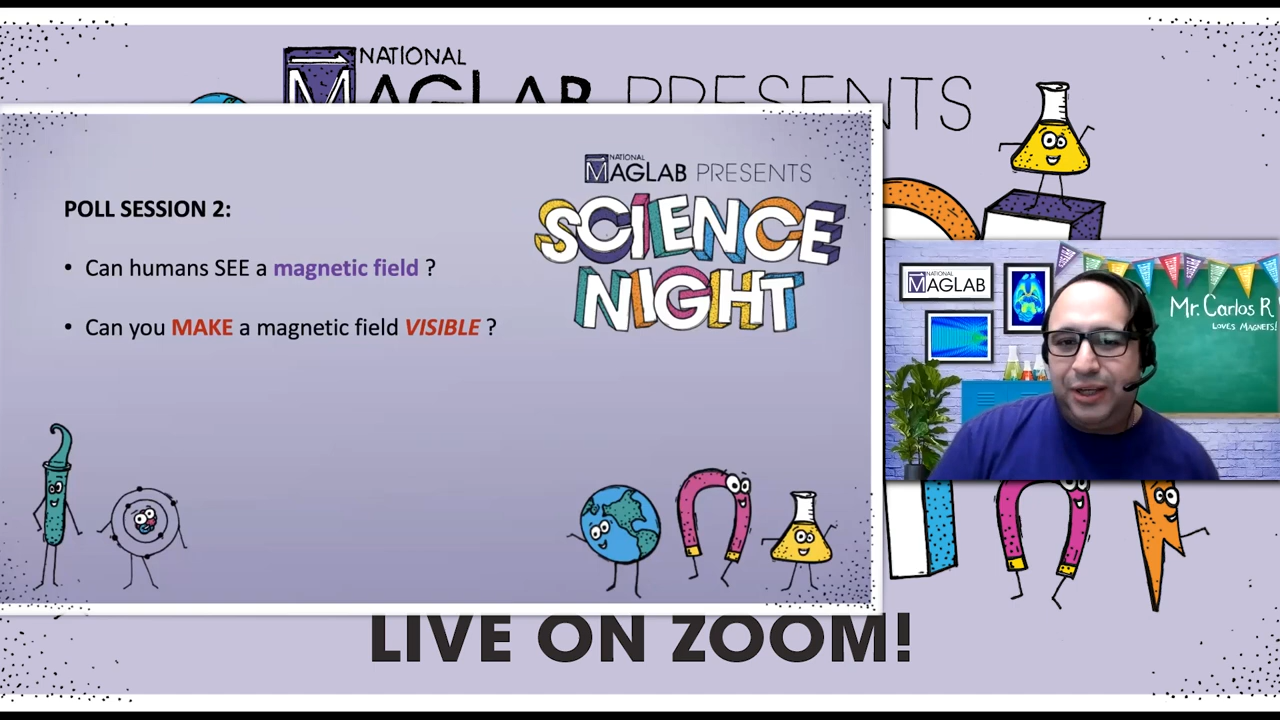 NATIONAL
MAGLAB PRESENTS
NATIONAL
MAGLAB PRESENTS
SCIENCE
NIGHT
POLL SESSION 2:
• Can humans SEE a magnetic field ?
• Can you MAKE a magnetic field VISIBLE ?
NATIONAL
MAGLAB
Mr. Carlos R
LOVES MAGNETS!
LIVE ON ZOOM!